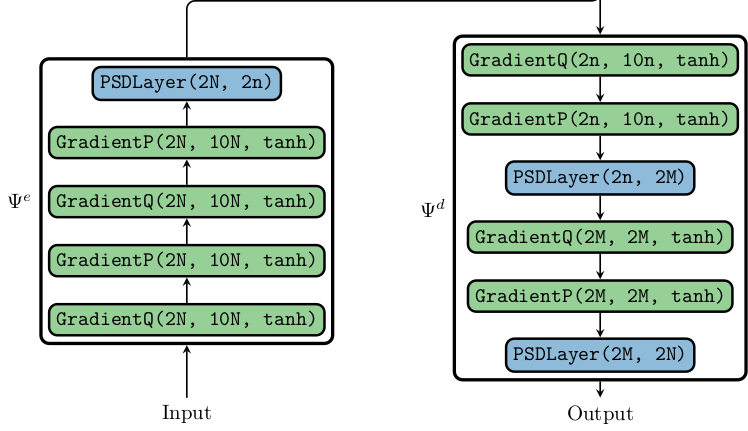 PSDLayer(2N, 2n)
GradientP(2N, 10N, tanh)
GradientQ(2N, 10N, tanh)
GradientP(2N, 10N, tanh)
GradientQ(2N, 10N, tanh)
Ψᵉ
Input
GradientQ(2n, 10n, tanh)
GradientP(2n, 10n, tanh)
PSDLayer(2n, 2M)
GradientQ(2M, 2M, tanh)
GradientP(2M, 2M, tanh)
PSDLayer(2M, 2N)
Ψᵈ
Output